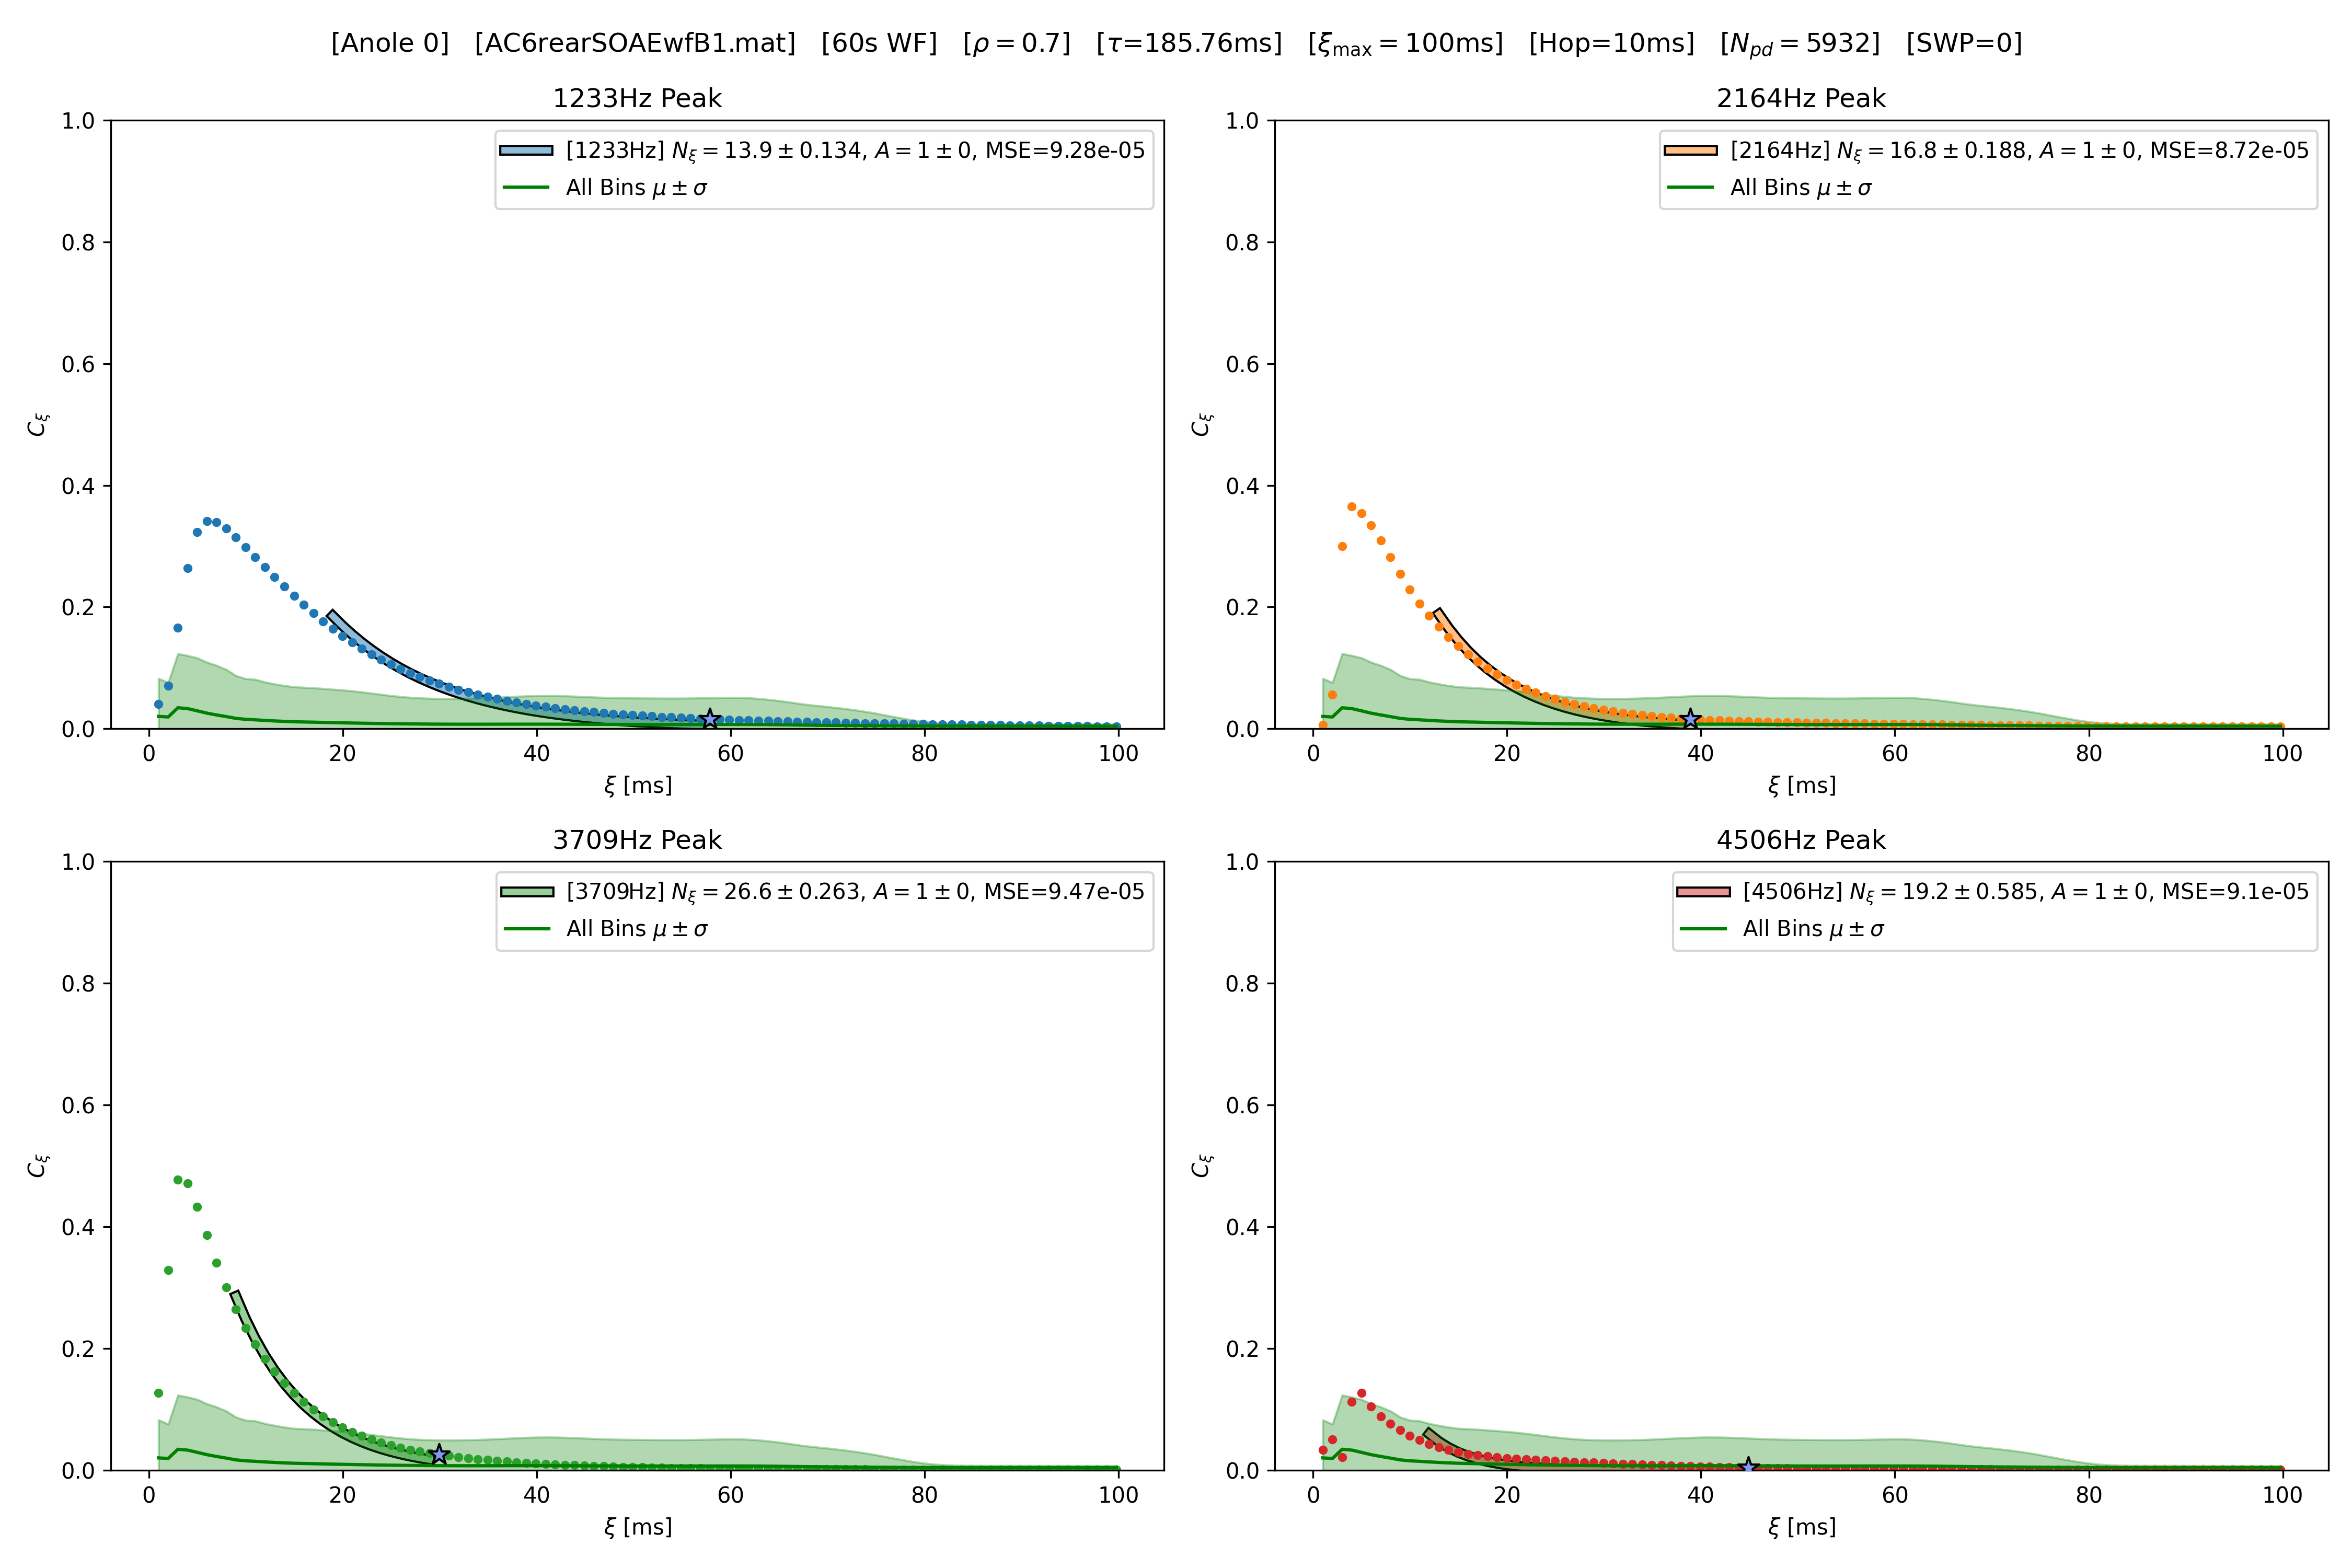 [Anole 0] [AC6rearSOAEwfB1.mat] [60s WF] [ρ = 0.7] [τ=185.76ms] [ξmax = 100ms] [Hop=10ms] [Npd = 5932] [SWP=0]
1233Hz Peak
1.0
0.8
0.6
0.4
0.2
0.0
Cξ
[1233Hz] Nξ = 13.9 ± 0.134, A = 1 ± 0, MSE=9.28e-05
All Bins μ ± σ
0 20 40 60 80 100
ξ [ms]
2164Hz Peak
1.0
0.8
0.6
0.4
0.2
0.0
Cξ
[2164Hz] Nξ = 16.8 ± 0.188, A = 1 ± 0, MSE=8.72e-05
All Bins μ ± σ
0 20 40 60 80 100
ξ [ms]
3709Hz Peak
1.0
0.8
0.6
0.4
0.2
0.0
Cξ
[3709Hz] Nξ = 26.6 ± 0.263, A = 1 ± 0, MSE=9.47e-05
All Bins μ ± σ
0 20 40 60 80 100
ξ [ms]
4506Hz Peak
1.0
0.8
0.6
0.4
0.2
0.0
Cξ
[4506Hz] Nξ = 19.2 ± 0.585, A = 1 ± 0, MSE=9.1e-05
All Bins μ ± σ
0 20 40 60 80 100
ξ [ms]